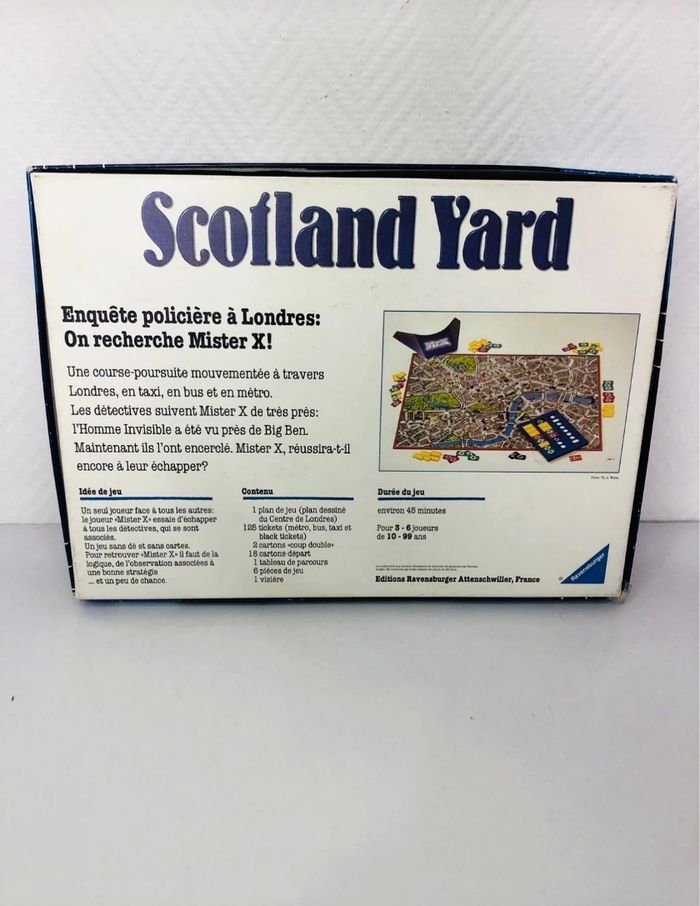 Scotland Yard
Enquête policière à Londres:
On recherche Mister X!
Une course-poursuite mouvementée à travers
Londres, en taxi, en bus et en métro.
Les détectives suivent Mister X de très près:
l'Homme Invisible a été vu près de Big Ben.
Maintenant ils l'ont encerclé. Mister X, réussira-t-il
encore à leur échapper?
Idée de jeu
Un seul joueur face à tous les autres:
le joueur «Mister X» essaie d'échapper
à tous les détectives, qui se sont
associés.
Un jeu sans dé et sans cartes.
Pour retrouver «Mister X» il faut de la
logique, de l'observation associées à
une bonne stratégie
... et un peu de chance.
Contenu
1 plan de jeu (plan dessiné
du Centre de Londres)
125 tickets (métro, bus, taxi et
black tickets)
2 cartons «coup double»
18 cartons-départ
1 tableau de parcours
6 pièces de jeu
1 visière
Durée du jeu
environ 45 minutes
Pour 3 - 6 joueurs
de 10 - 99 ans
Editions Ravensburger Attenschwiller, France
® Ravensburger